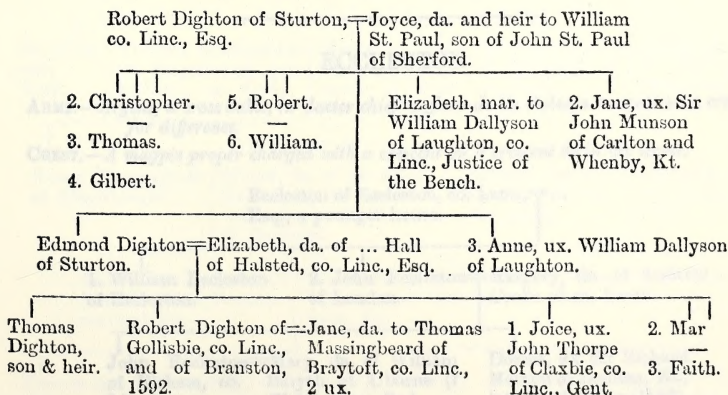 Robert Dighton of Sturton, Joyce, da. and heir to William
co. Linc., Esq. St. Paul, son of John St. Paul
of Sherford.
2. Christopher. 5. Robert. Elizabeth, mar. to 2. Jane, ux. Sir
— — William Dallyson John Munson
3. Thomas. 6. William. of Laughton, co. of Carlton and
Linc., Justice of Whenby, Kt.
4. Gilbert. the Bench.
Edmond Dighton=Elizabeth, da. of ... Hall 3. Anne, ux. William Dallyson
of Sturton. of Halsted, co. Linc., Esq. of Laughton.
Thomas Robert Dighton of=Jane, da. to Thomas 1. Joice, ux. 2. Mar
Dighton, Gollisbie, co. Linc., Massingbeard of John Thorpe —
son & heir. and of Branston, Braytoft, co. Linc., of Claxbie, co. 3. Faith.
1592. 2 ux. Linc., Gent.